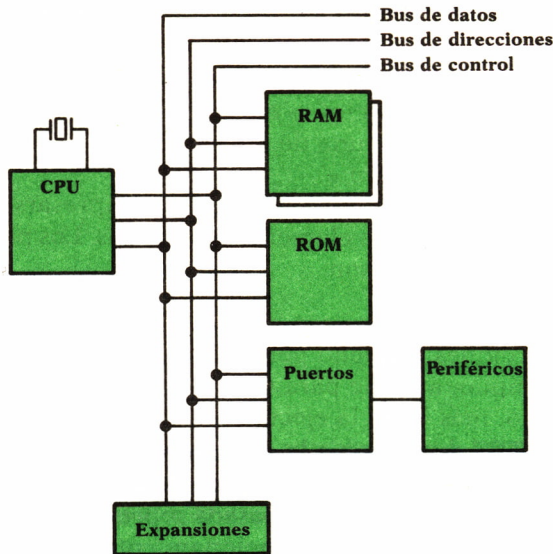 Bus de datos
Bus de direcciones
Bus de control
RAM
CPU
ROM
Puertos
Periféricos
Expansiones